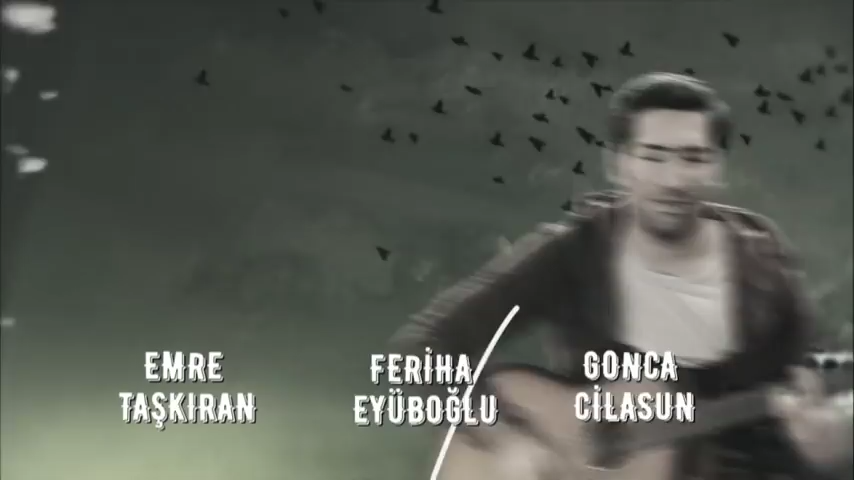 EMRE
TAŞKIRAN
FERİHA
EYÜBOĞLU
GONCA
CİLASUN